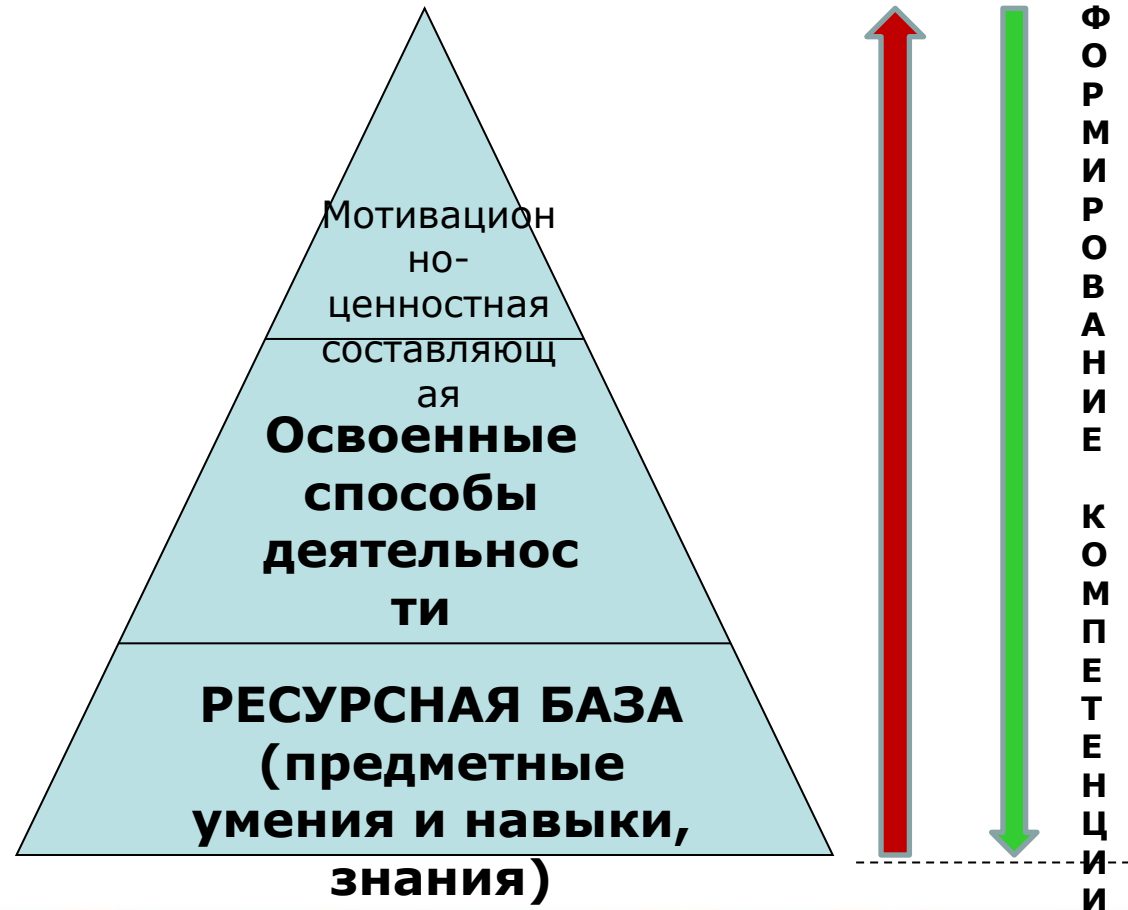 Мотивацион
но-
ценностная
составляющ
ая
Освоенные
способы
деятельнос
ти
РЕСУРСНАЯ БАЗА
(предметные
умения и навыки,
знания)
Ф
О
Р
М
И
Р
О
В
А
Н
И
Е
К
О
М
П
Е
Т
Е
Н
Ц
И
И